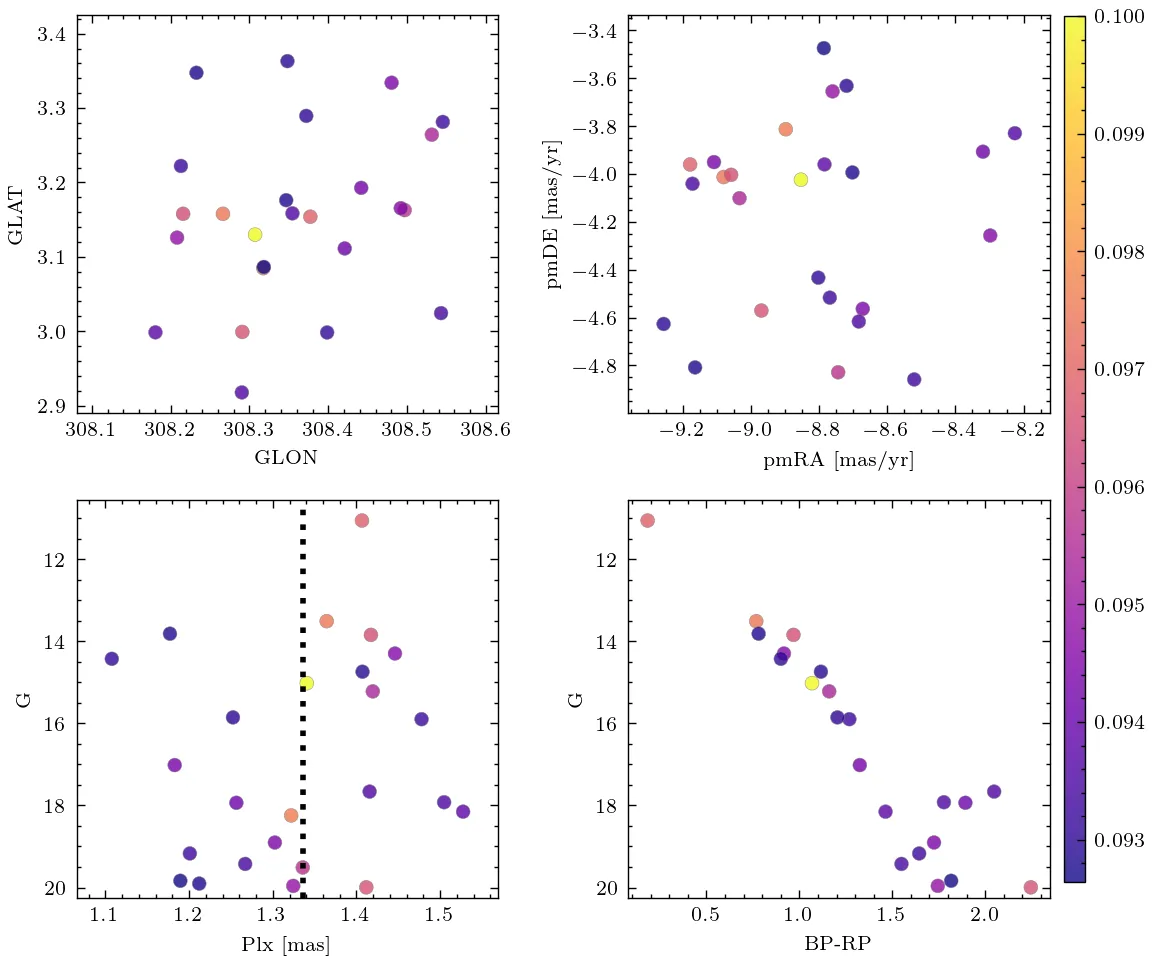 3.4
3.3
3.2
3.1
3.0
2.9
GLAT
308.1 308.2 308.3 308.4 308.5 308.6
GLON
−3.4
−3.6
−3.8
−4.0
−4.2
−4.4
−4.6
−4.8
pmDE [mas/yr]
−9.2 −9.0 −8.8 −8.6 −8.4 −8.2
pmRA [mas/yr]
0.100
0.099
0.098
0.097
0.096
0.095
0.094
0.093
12
14
16
18
20
G
1.1 1.2 1.3 1.4 1.5
Plx [mas]
12
14
16
18
20
G
0.5 1.0 1.5 2.0
BP-RP